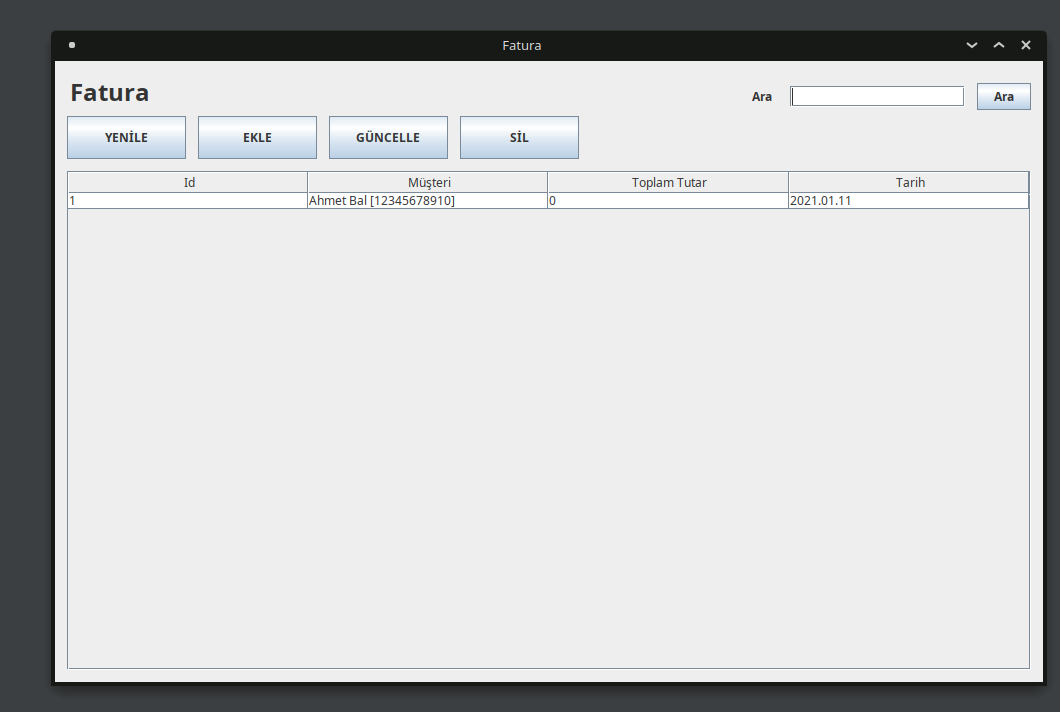 Fatura
Fatura
Ara
Ara
YENİLE
EKLE
GÜNCELLE
SİL
Id
Müşteri
Toplam Tutar
Tarih
1
Ahmet Bal [12345678910]
0
2021.01.11